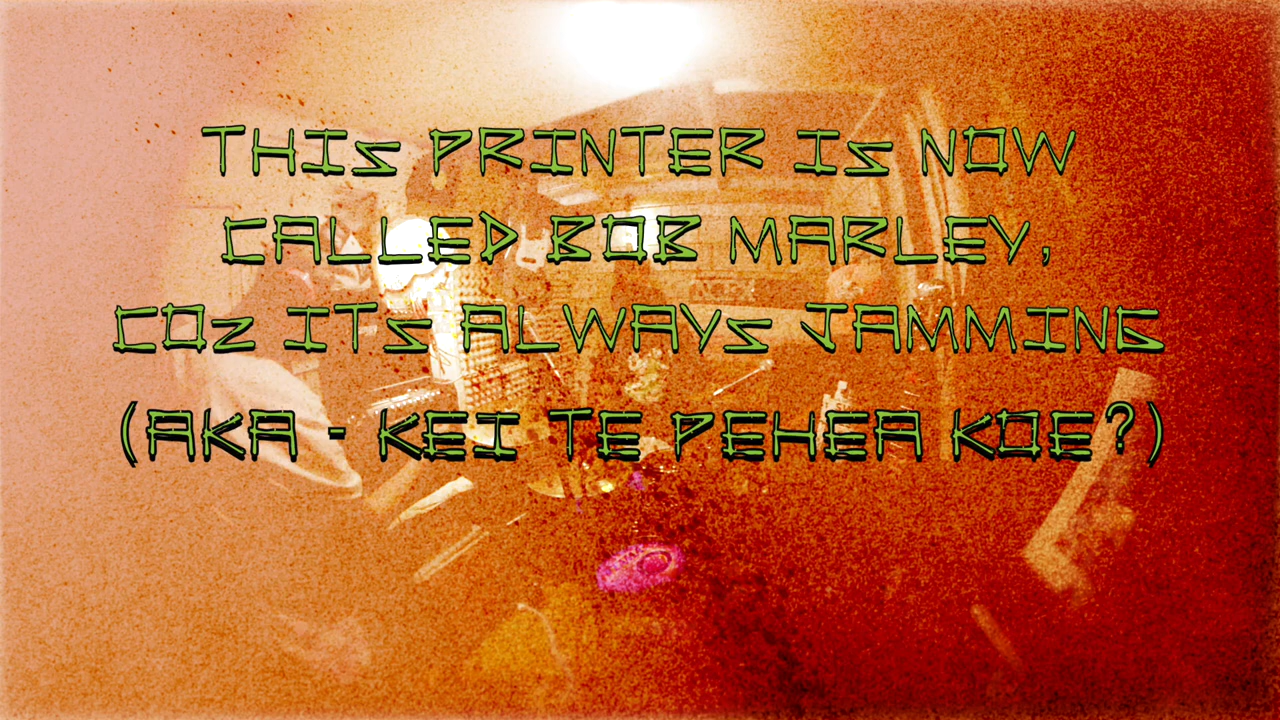 THIS PRINTER IS NOW
CALLED BOB MARLEY,
COZ ITS ALWAYS JAMMING
(AKA - KEI TE PEHEA KOE?)